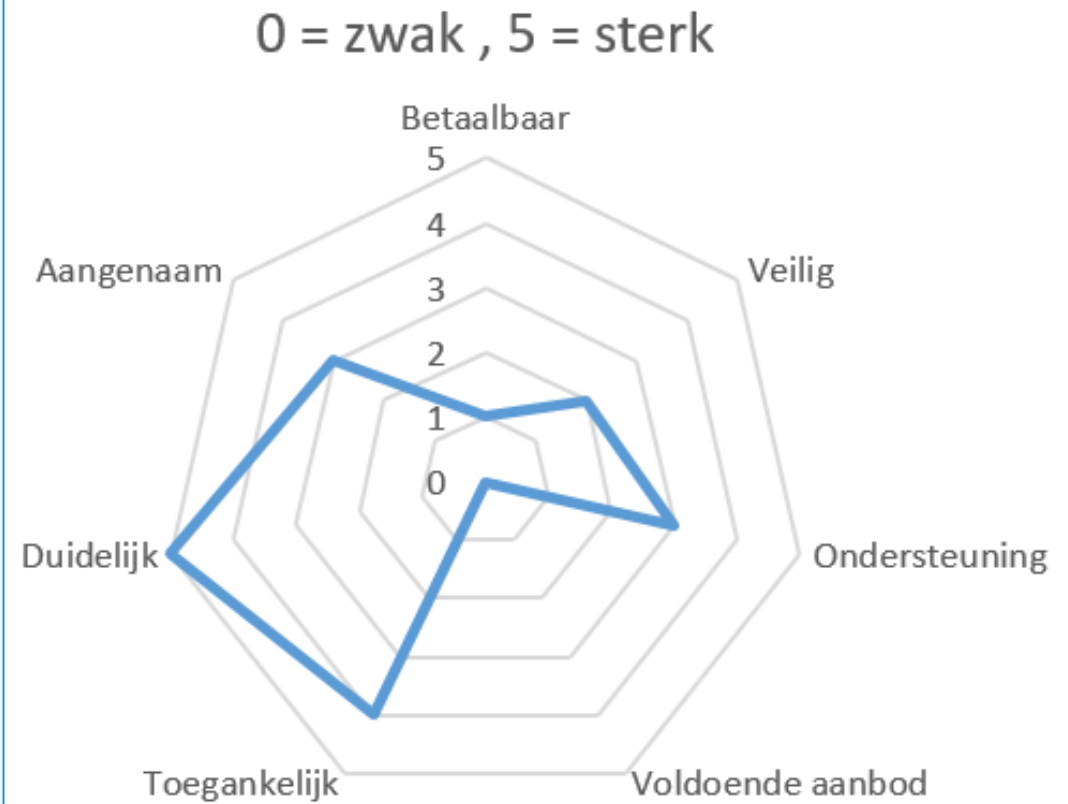 0 = zwak , 5 = sterk
Betaalbaar
5
4
Aangenaam
Veilig
3
2
1
0
Duidelijk
Ondersteuning
Toegankelijk
Voldoende aanbod